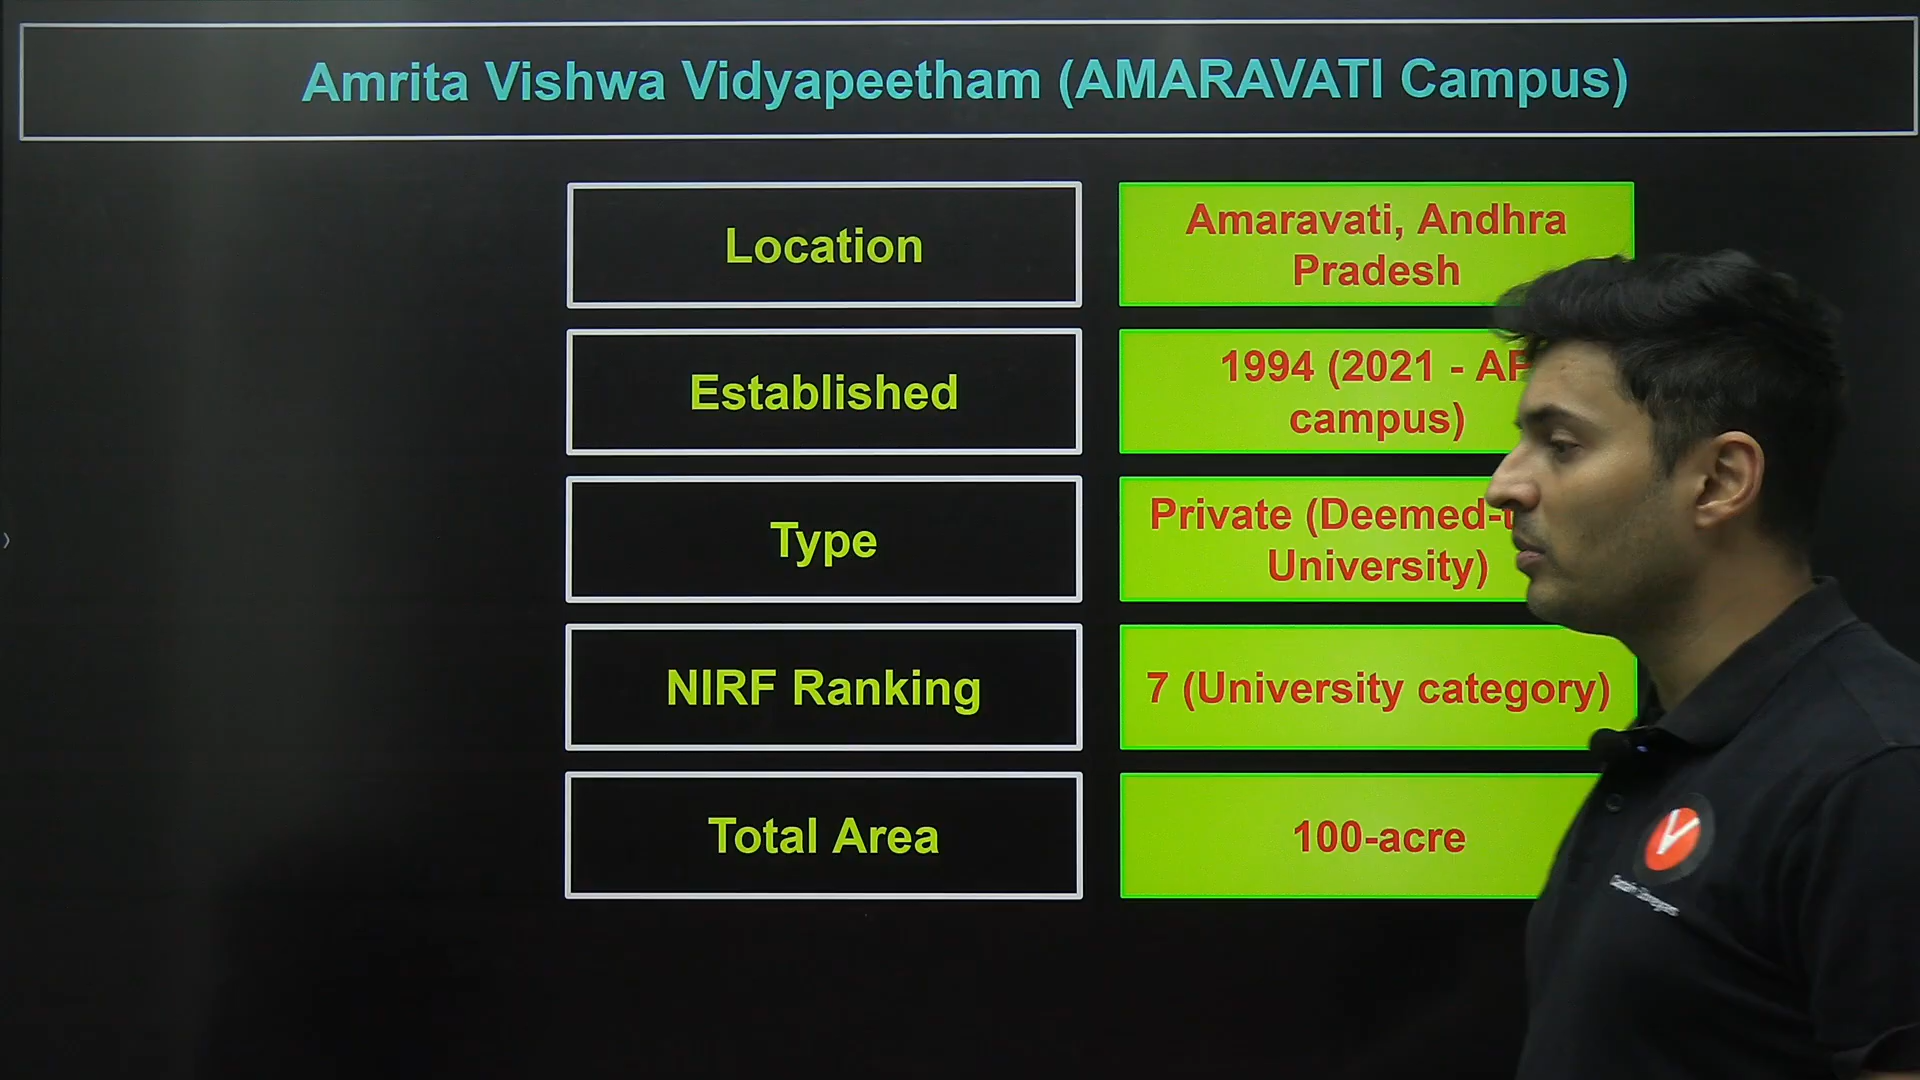 Amrita Vishwa Vidyapeetham (AMARAVATI Campus)
Location
Amaravati, Andhra
Pradesh
Established
1994 (2021 - AP
campus)
Type
Private (Deemed-
University)
NIRF Ranking
7 (University category)
Total Area
100-acre
V